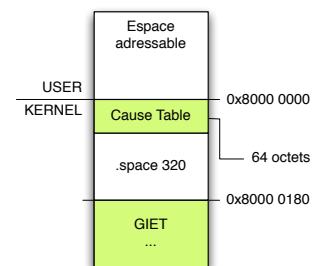 Espace
adressable
USER
0x8000 0000
KERNEL
Cause Table
64 octets
.space 320
0x8000 0180
GIET
...